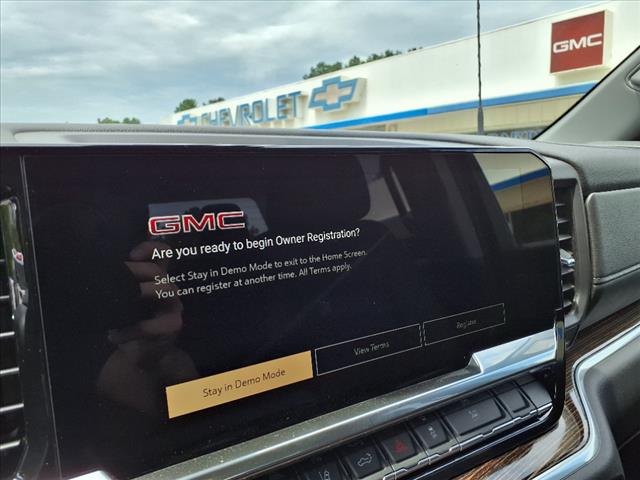 CHEVROLET
GMC
GMC
Are you ready to begin Owner Registration?
Select Stay in Demo Mode to exit to the Home Screen.
You can register at another time. All Terms apply.
Stay in Demo Mode
View Terms
Register